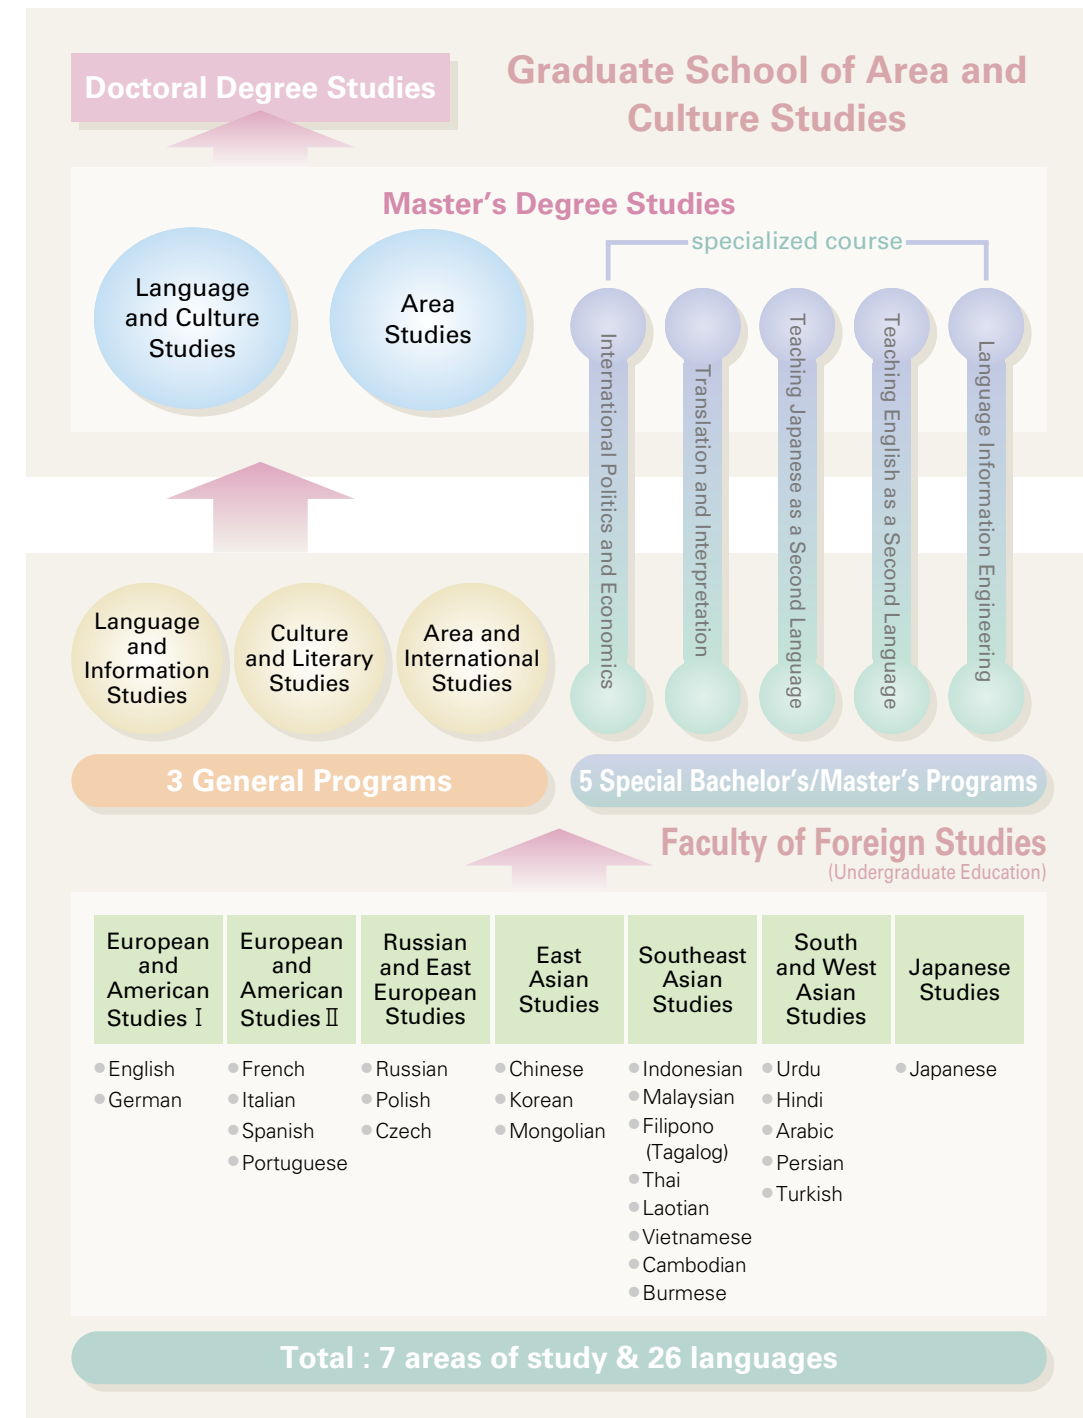 Doctoral Degree Studies
Graduate School of Area and
Culture Studies
Master's Degree Studies
specialized course
Language
and Culture
Studies
Area
Studies
International Politics and Economics
Translation and Interpretation
Teaching Japanese as a Second Language
Teaching English as a Second Language
Language Information Engineering
Language
and
Information
Studies
Culture
and Literary
Studies
Area and
International
Studies
3 General Programs
5 Special Bachelor's/Master's Programs
Faculty of Foreign Studies
(Undergraduate Education)
European
and
American
Studies Ⅰ
English
German
European
and
American
Studies Ⅱ
French
Italian
Spanish
Portuguese
Russian
and East
European
Studies
Russian
Polish
Czech
East
Asian
Studies
Chinese
Korean
Mongolian
Southeast
Asian
Studies
Indonesian
Malaysian
Filipono
(Tagalog)
Thai
Laotian
Vietnamese
Cambodian
Burmese
South
and West
Asian
Studies
Urdu
Hindi
Arabic
Persian
Turkish
Japanese
Studies
Japanese
Total : 7 areas of study & 26 languages